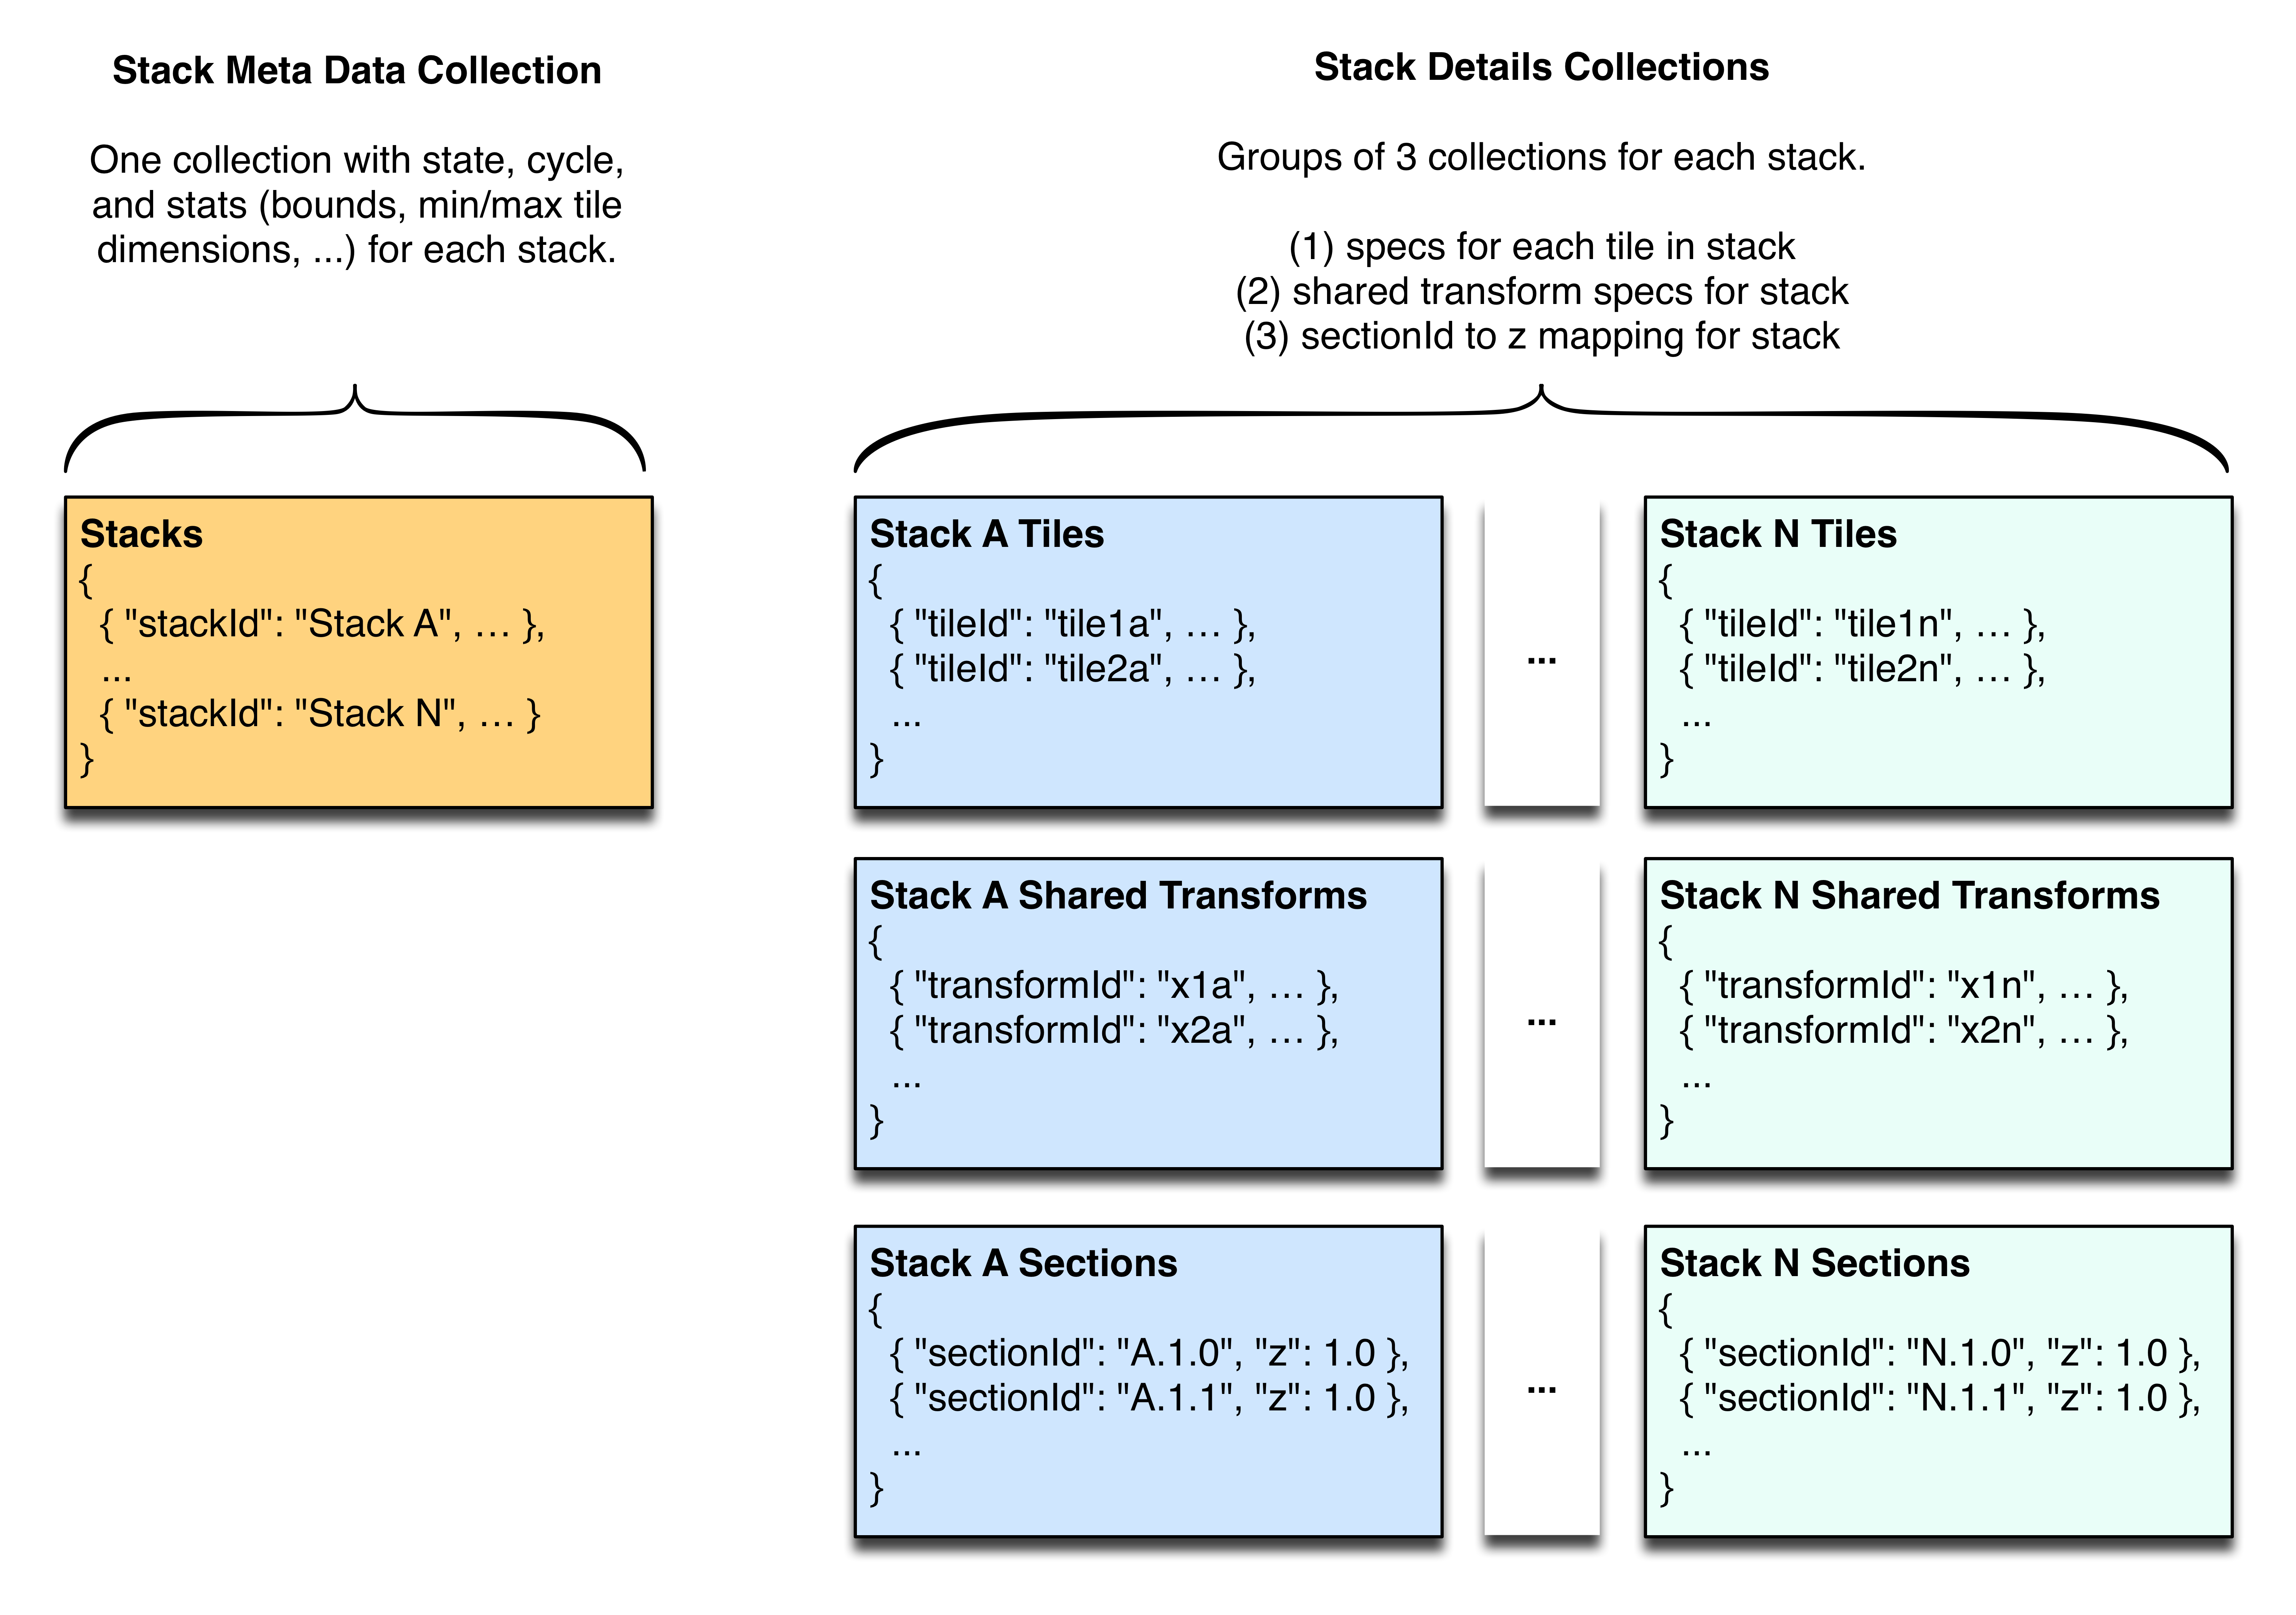 Stack Meta Data Collection
One collection with state, cycle,
and stats (bounds, min/max tile
dimensions, ...) for each stack.
Stack Details Collections
Groups of 3 collections for each stack.
(1) specs for each tile in stack
(2) shared transform specs for stack
(3) sectionId to z mapping for stack
Stacks
{
{ "stackId": "Stack A", … },
...
{ "stackId": "Stack N", … }
}
Stack A Tiles
{
{ "tileId": "tile1a", … },
{ "tileId": "tile2a", … },
...
}
...
Stack N Tiles
{
{ "tileId": "tile1n", … },
{ "tileId": "tile2n", … },
...
}
Stack A Shared Transforms
{
{ "transformId": "x1a", … },
{ "transformId": "x2a", … },
...
}
...
Stack N Shared Transforms
{
{ "transformId": "x1n", … },
{ "transformId": "x2n", … },
...
}
Stack A Sections
{
{ "sectionId": "A.1.0", "z": 1.0 },
{ "sectionId": "A.1.1", "z": 1.0 },
...
}
...
Stack N Sections
{
{ "sectionId": "N.1.0", "z": 1.0 },
{ "sectionId": "N.1.1", "z": 1.0 },
...
}